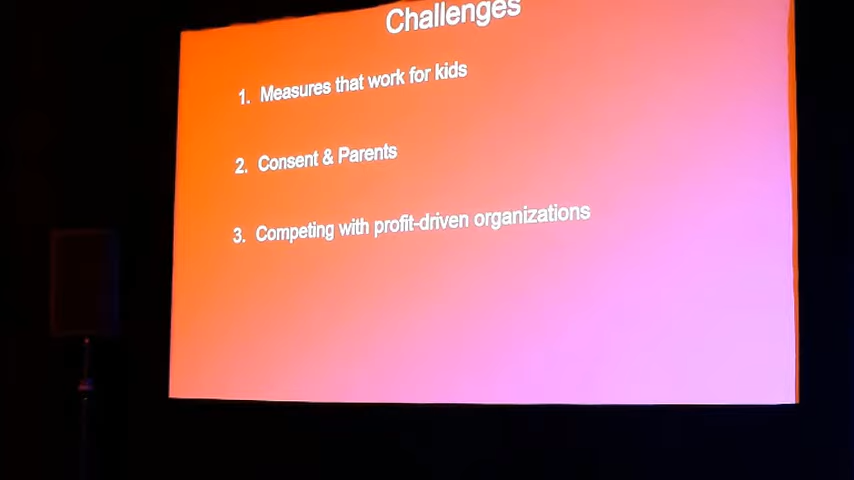 Challenges
1. Measures that work for kids
2. Consent & Parents
3. Competing with profit-driven organizations